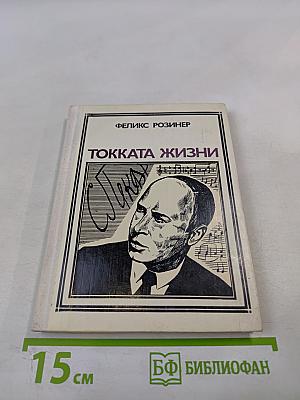 ФЕЛИКС РОЗИНЕР
ТОККАТА ЖИЗНИ
15 см
БФ БИБЛИОФАН